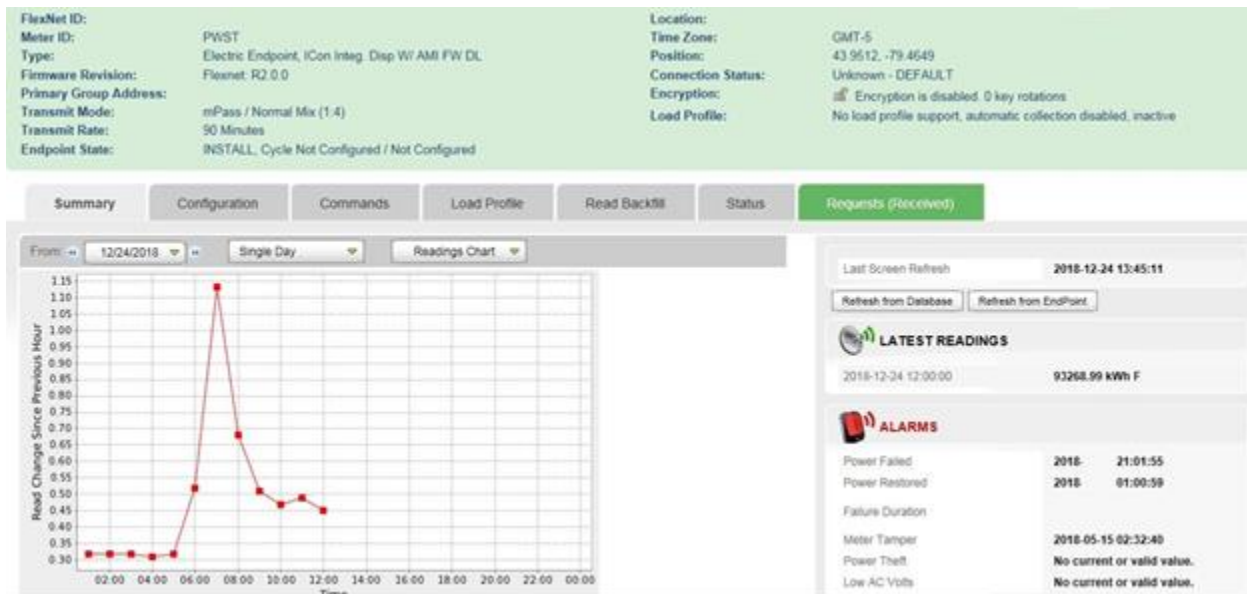 FlexNet ID:
Meter ID: PWST
Type: Electric Endpoint, ICon Integ. Disp W/ AMI FW DL
Firmware Revision: Flexnet: R2.0.0
Primary Group Address:
Transmit Mode: mPass / Normal Mix (1:4)
Transmit Rate: 90 Minutes
Endpoint State: INSTALL, Cycle Not Configured / Not Configured
Location:
Time Zone: GMT-5
Position: 43.9512, -79.4649
Connection Status: Unknown - DEFAULT
Encryption: Encryption is disabled. 0 key rotations
Load Profile: No load profile support, automatic collection disabled, inactive
Summary Configuration Commands Load Profile Read Backfill Status Requests (Received)
From: 12/24/2018 Single Day Readings Chart
Read Change Since Previous Hour
1.15
1.10
1.05
1.00
0.95
0.90
0.85
0.80
0.75
0.70
0.65
0.60
0.55
0.50
0.45
0.40
0.35
0.30
02:00 04:00 06:00 08:00 10:00 12:00 14:00 16:00 18:00 20:00 22:00 00:00
Time
Last Screen Refresh 2018-12-24 13:45:11
Refresh from Database Refresh from EndPoint
LATEST READINGS
2018-12-24 12:00:00 93268.99 kWh F
ALARMS
Power Failed 2018- 21:01:55
Power Restored 2018 01:00:59
Failure Duration
Meter Tamper 2018-05-15 02:32:40
Power Theft No current or valid value.
Low AC Volts No current or valid value.